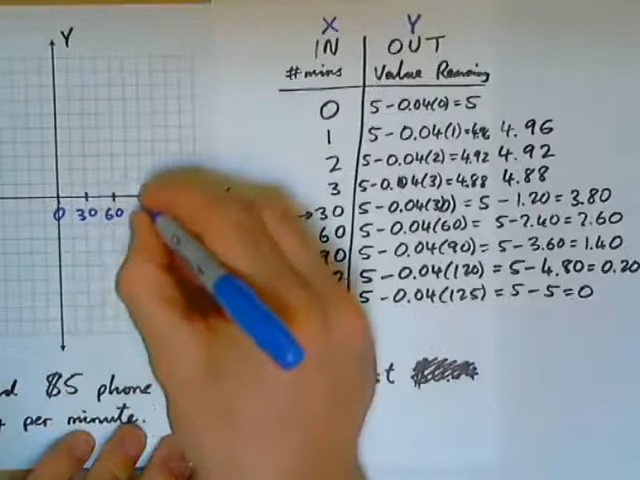 Y
0 30 60
X Y
IN OUT
#mins Value Remaining
0 5-0.04(0)=5
1 5-0.04(1)=4.96 4.96
2 5-0.04(2)=4.92 4.92
3 5-0.04(3)=4.88 4.88
→30 5-0.04(30)=5-1.20=3.80
60 5-0.04(60)=5-2.40=2.60
90 5-0.04(90)=5-3.60=1.40
5-0.04(120)=5-4.80=0.20
5-0.04(125)=5-5=0
$5 phone
per minute.